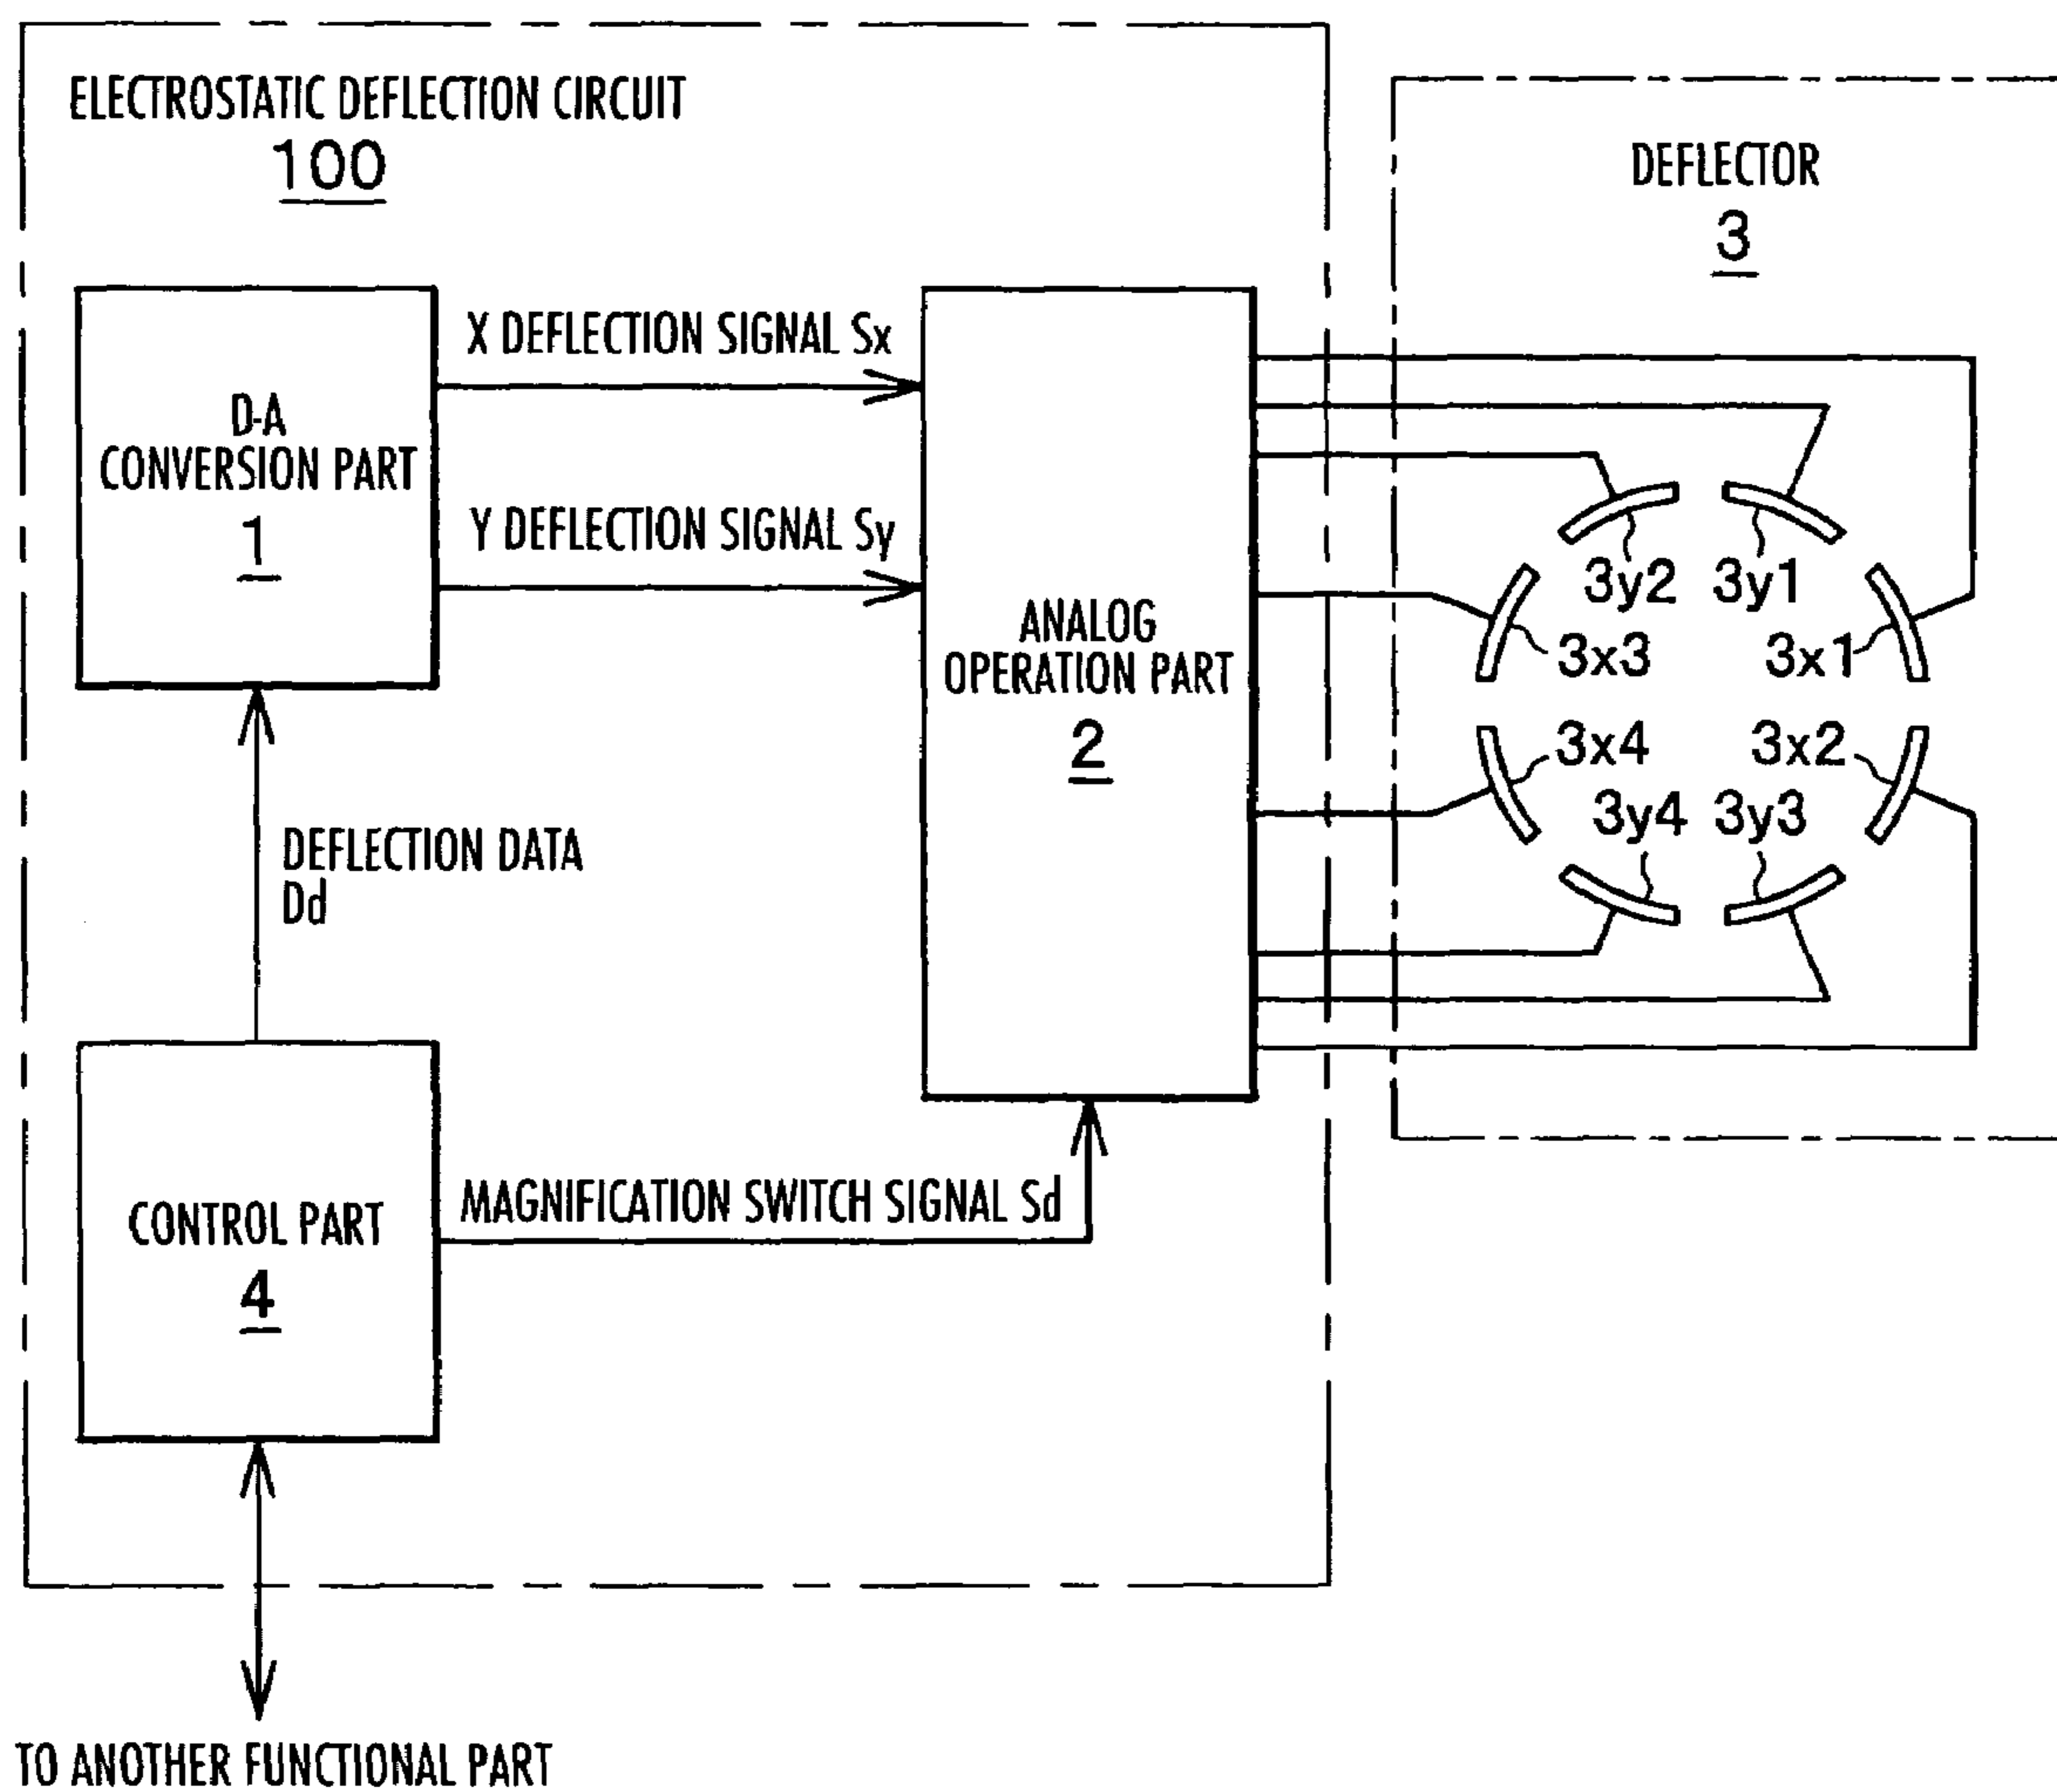 ELECTROSTATIC DEFLECTION CIRCUIT
100
DEFLECTOR
3
X DEFLECTION SIGNAL Sx
D-A
CONVERSION PART
1
Y DEFLECTION SIGNAL Sy
ANALOG
OPERATION PART
2
3y2
3y1
3x3
3x1
3x4
3x2
3y4
3y3
DEFLECTION DATA
Dd
CONTROL PART
4
MAGNIFICATION SWITCH SIGNAL Sd
TO ANOTHER FUNCTIONAL PART